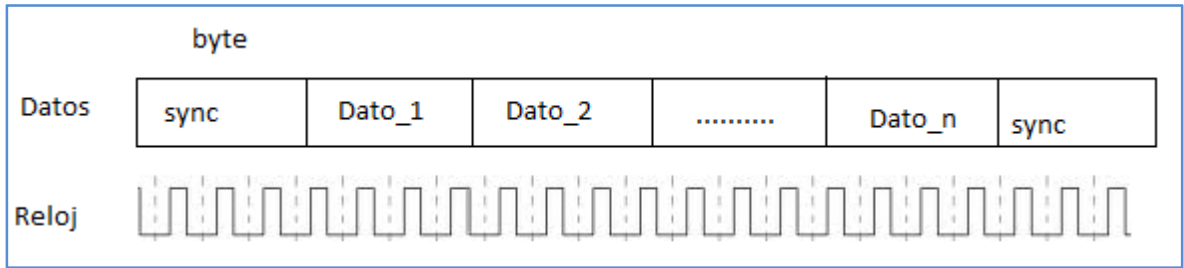 byte
Datos sync Dato_1 Dato_2 .......... Dato_n sync
Reloj